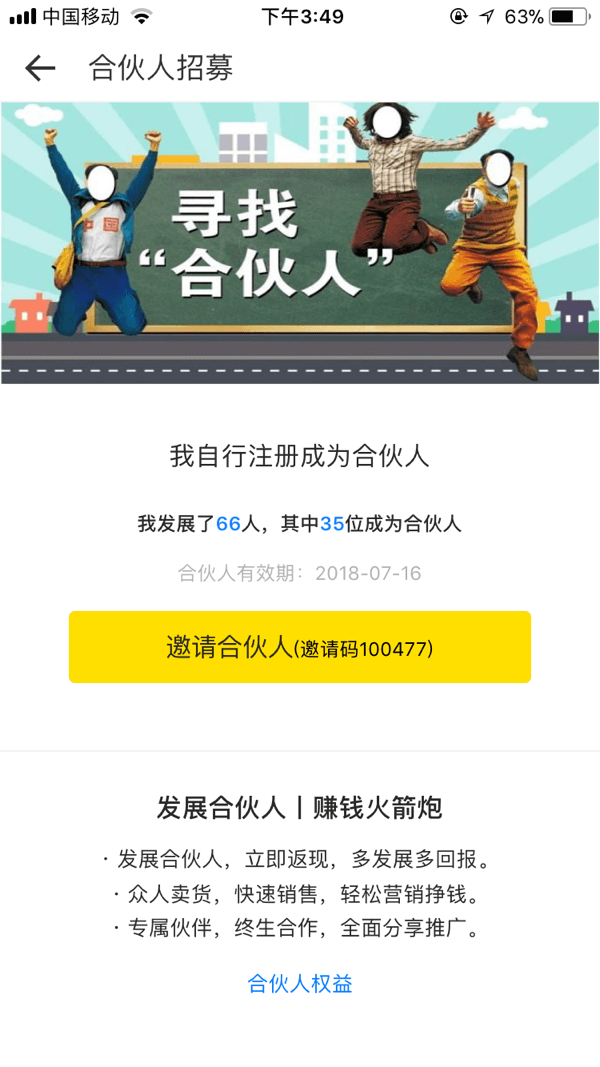 中国移动 下午3:49 63%
合伙人招募
寻找
“合伙人”
我自行注册成为合伙人
我发展了66人，其中35位成为合伙人
合伙人有效期：2018-07-16
邀请合伙人(邀请码100477)
发展合伙人丨赚钱火箭炮
· 发展合伙人，立即返现，多发展多回报。
· 众人卖货，快速销售，轻松营销挣钱。
· 专属伙伴，终生合作，全面分享推广。
合伙人权益